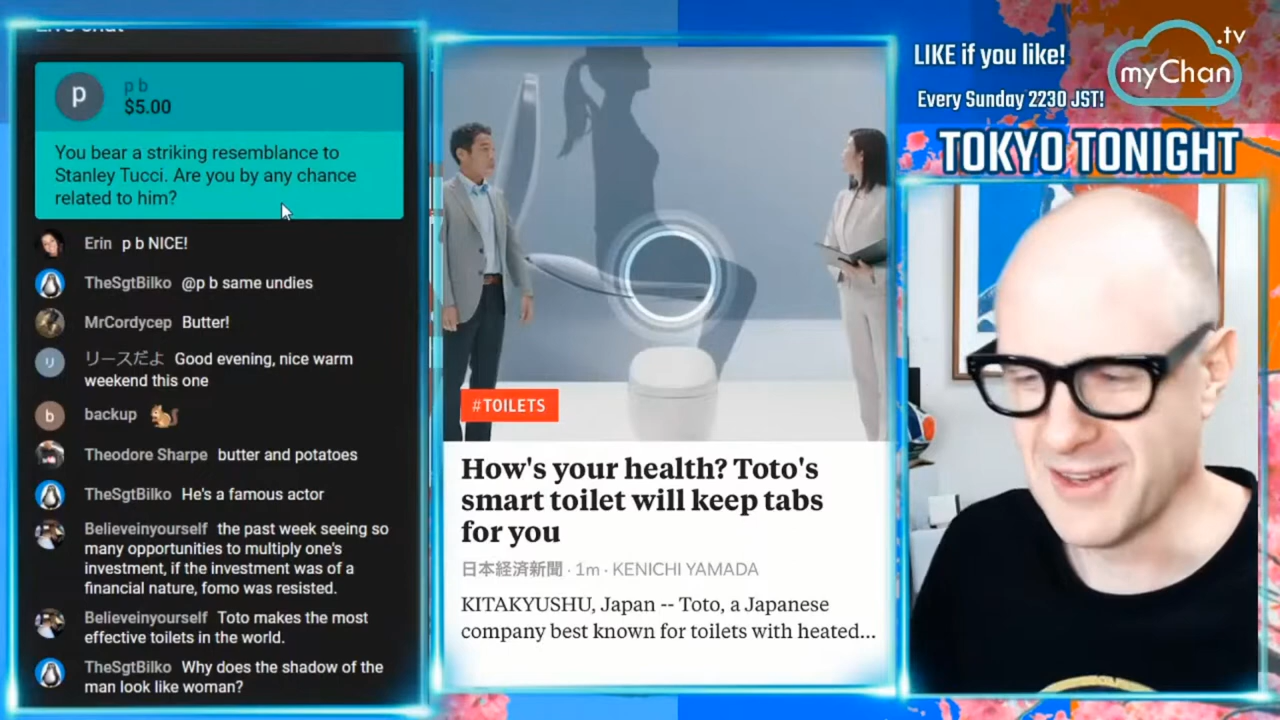 Live chat
p
p b
$5.00
You bear a striking resemblance to
Stanley Tucci. Are you by any chance
related to him?
Erin p b NICE!
TheSgtBilko @p b same undies
MrCordycep Butter!
リ
リースだよ Good evening, nice warm
weekend this one
b
backup
Theodore Sharpe butter and potatoes
TheSgtBilko He's a famous actor
Believeinyourself the past week seeing so
many opportunities to multiply one's
investment, if the investment was of a
financial nature, fomo was resisted.
Believeinyourself Toto makes the most
effective toilets in the world.
TheSgtBilko Why does the shadow of the
man look like woman?
#TOILETS
How's your health? Toto's
smart toilet will keep tabs
for you
日本経済新聞 · 1m · KENICHI YAMADA
KITAKYUSHU, Japan -- Toto, a Japanese
company best known for toilets with heated...
LIKE if you like!
Every Sunday 2230 JST!
myChan.tv
TOKYO TONIGHT